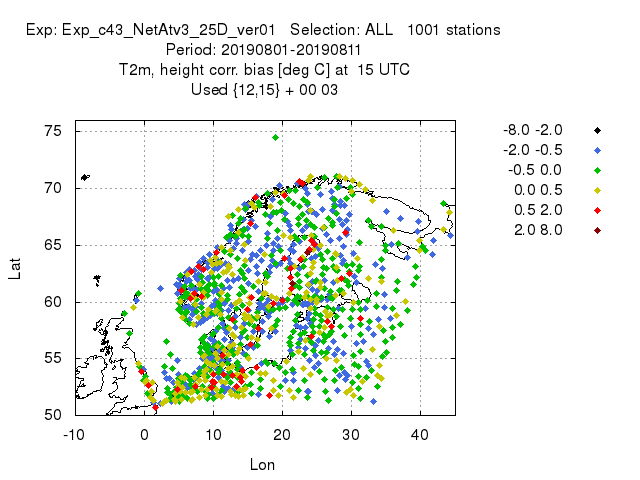 Exp: Exp_c43_NetAtv3_25D_ver01 Selection: ALL 1001 stations
Period: 20190801-20190811
T2m, height corr. bias [deg C] at 15 UTC
Used {12,15} + 00 03
75
70
65
60
55
50
Lat
-10 0 10 20 30 40
Lon
-8.0 -2.0
-2.0 -0.5
-0.5 0.0
0.0 0.5
0.5 2.0
2.0 8.0